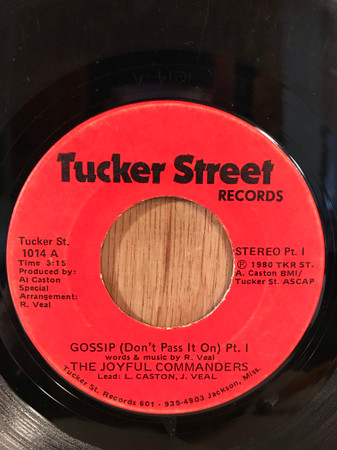 Tucker Street
RECORDS
Tucker St.
1014 A
Time 3:15
Produced by:
Al Caston
Special
Arrangement:
R. Veal
STEREO Pt. I
Ⓟ 1980 TKR ST.
A. Caston BMI/
Tucker St. ASCAP
GOSSIP (Don't Pass It On) Pt. I
words & music by R. Veal
THE JOYFUL COMMANDERS
Lead: L. CASTON, J. VEAL
Tucker St. Records 601 - 939-4903 Jackson, Miss.